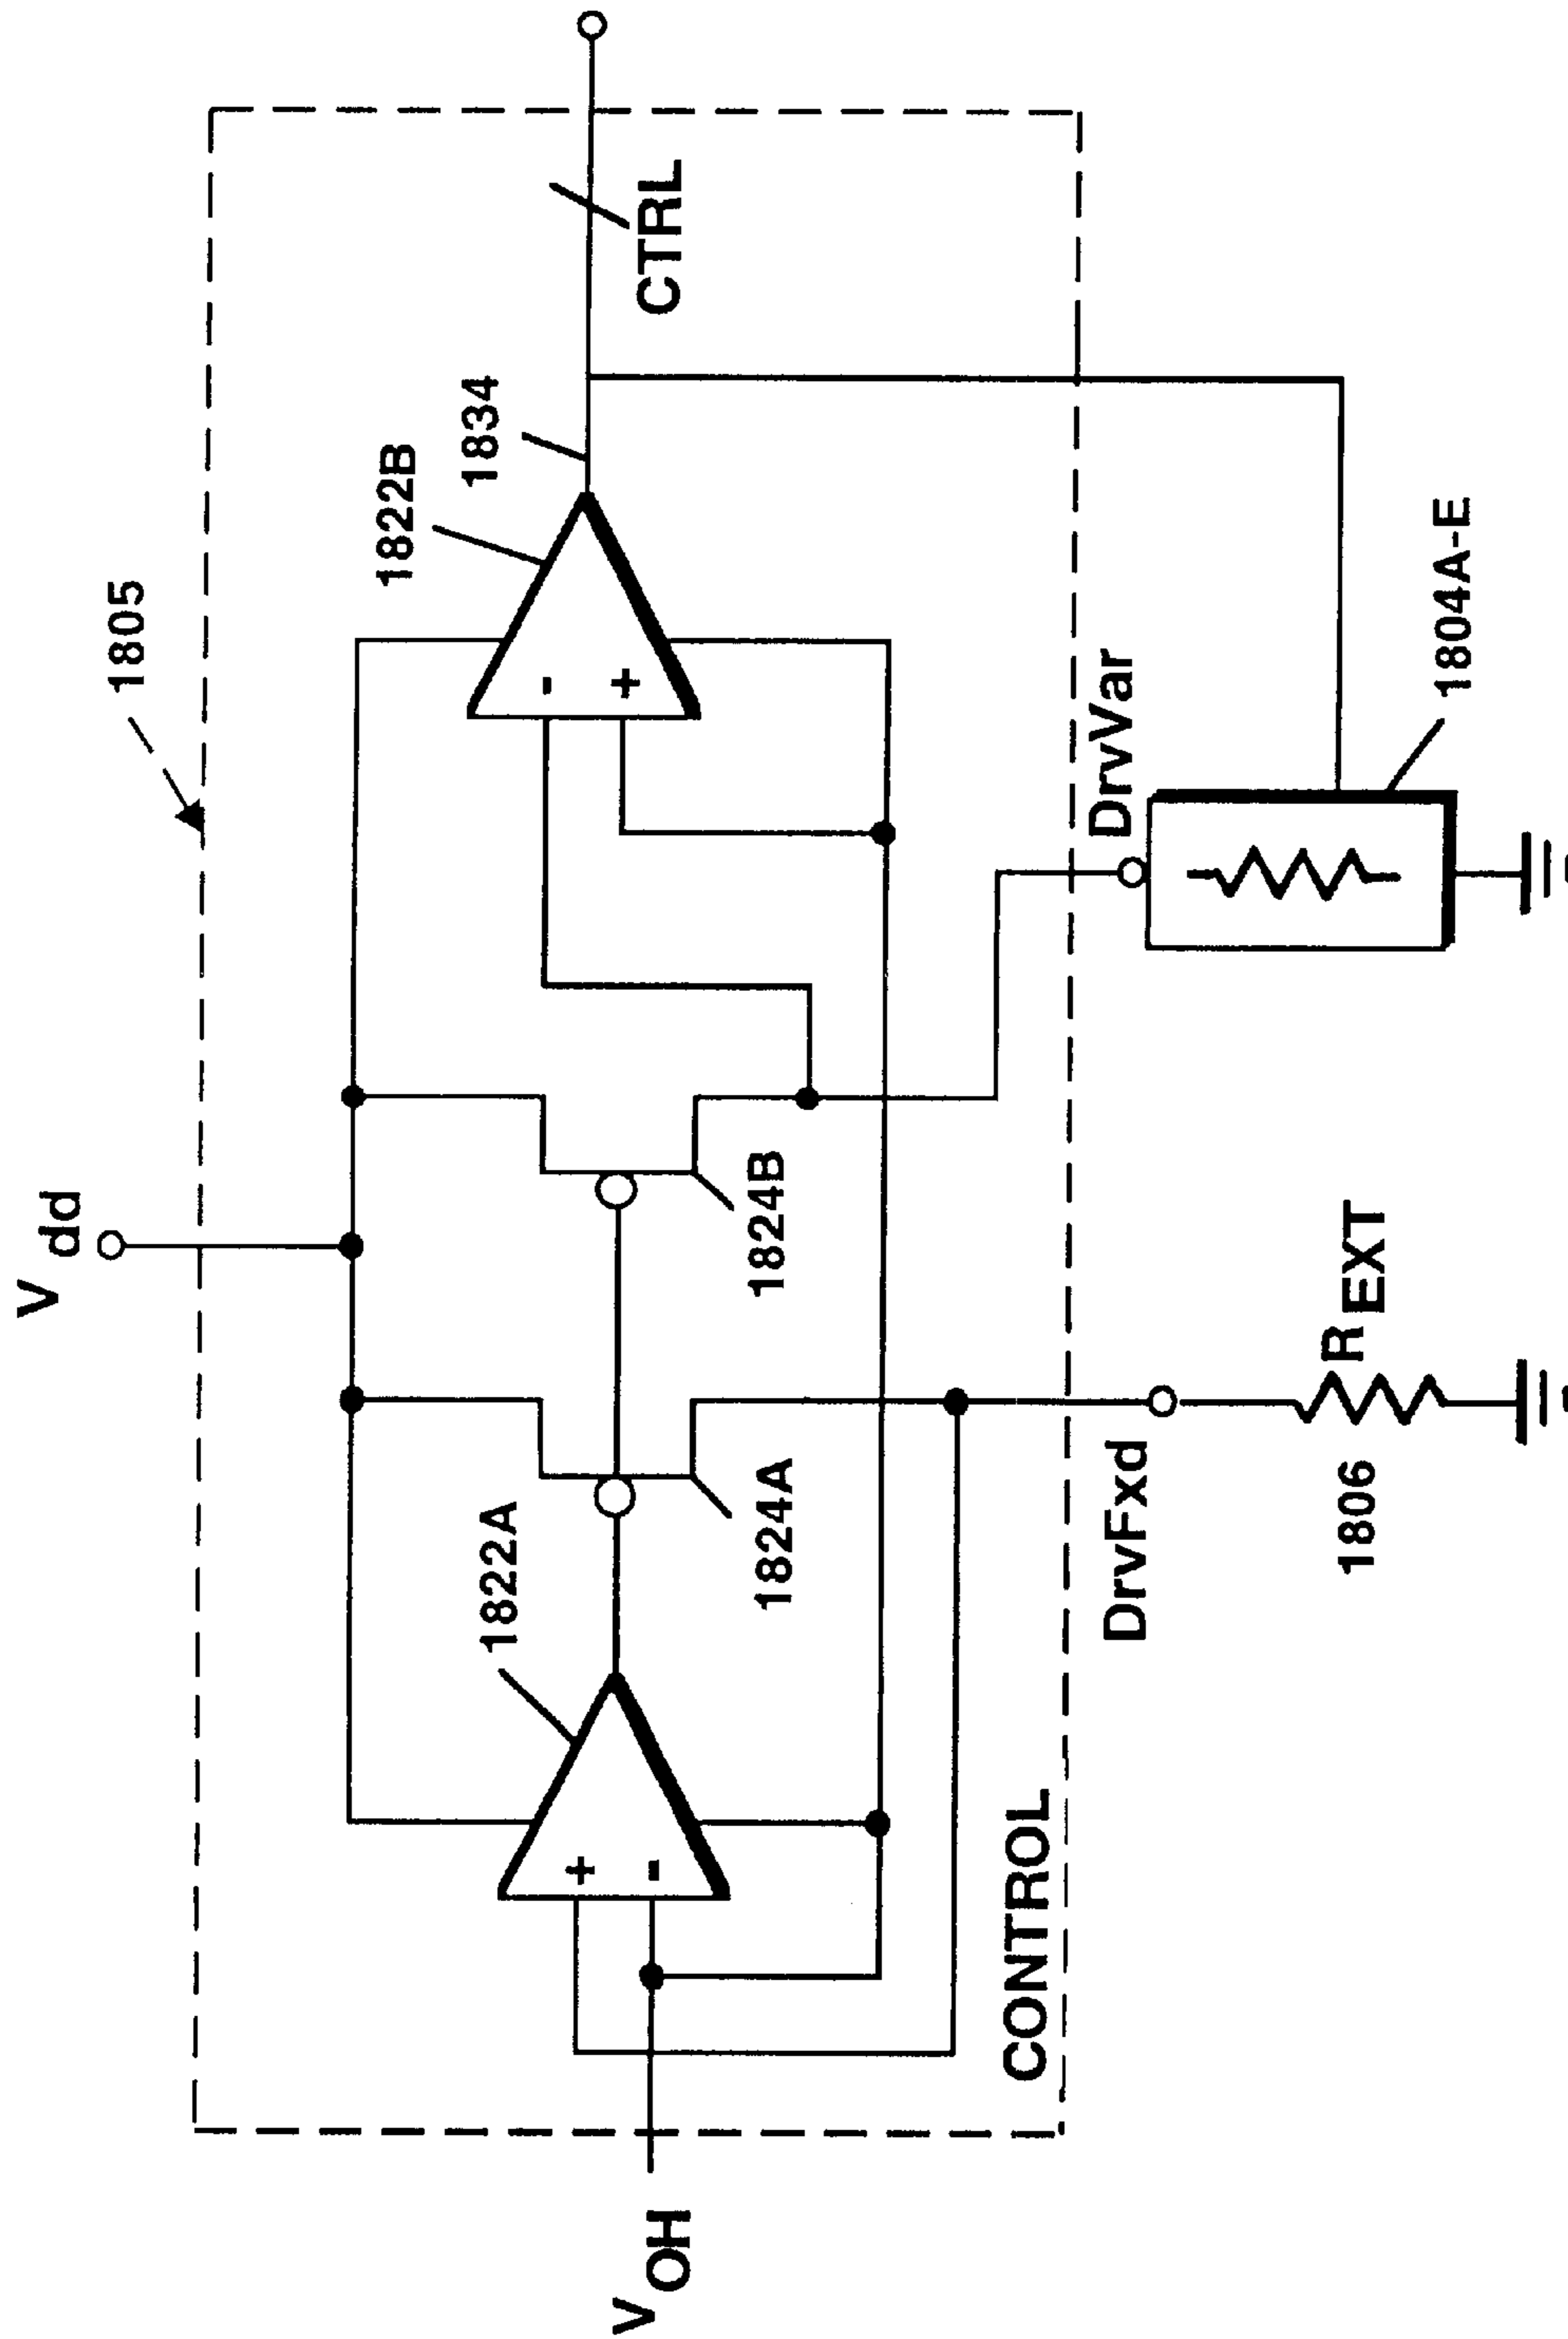 1805
V dd
1822B
1834
CTRL
- +
1822A
1824A
1824B
+ -
V OH
CONTROL
DrvFxd
DrvVar
1806
R EXT
1804A-E